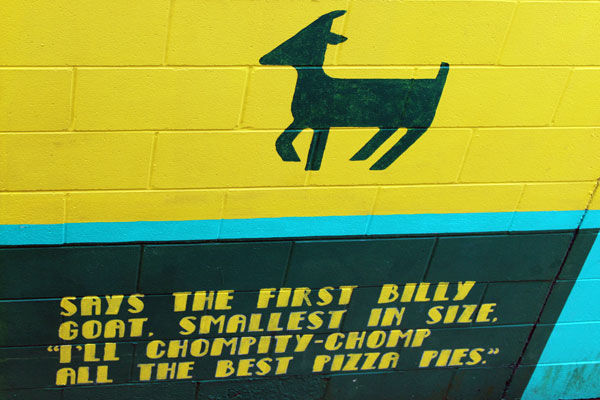 SAYS THE FIRST BILLY
GOAT, SMALLEST IN SIZE,
"I'LL CHOMPITY-CHOMP
ALL THE BEST PIZZA PIES."